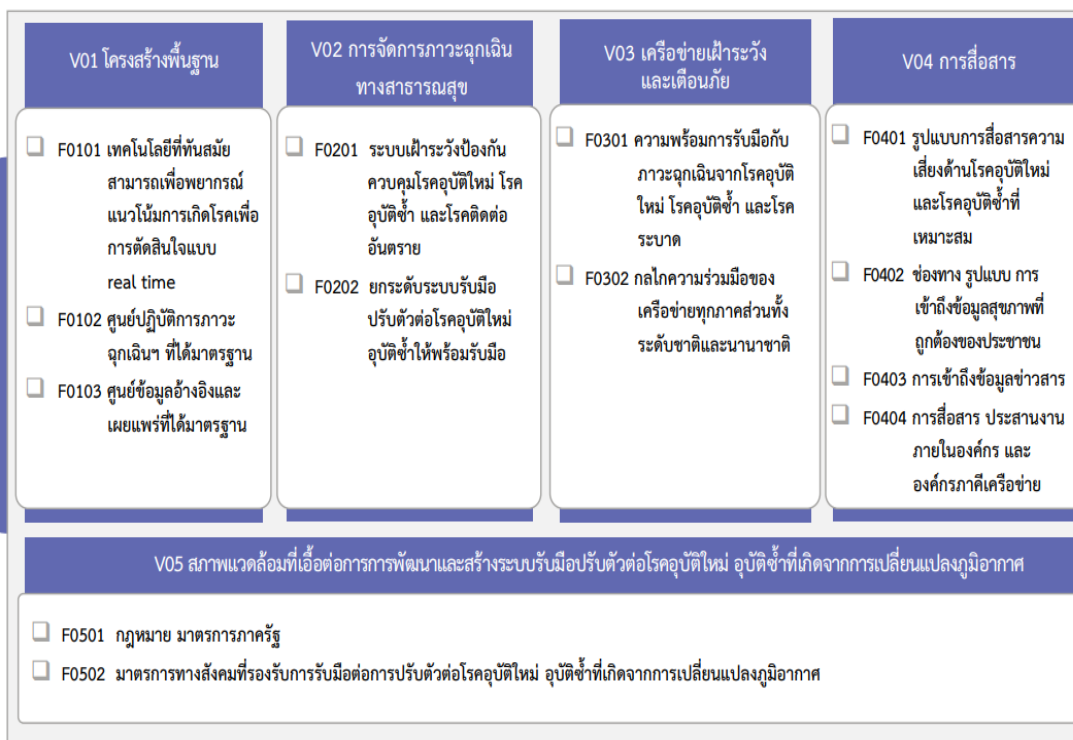 V01 โครงสร้างพื้นฐาน
F0101 เทคโนโลยีที่ทันสมัย
สามารถเพื่อพยากรณ์
แนวโน้มการเกิดโรคเพื่อ
การตัดสินใจแบบ
real time
F0102 ศูนย์ปฏิบัติการภาวะ
ฉุกเฉินฯ ที่ได้มาตรฐาน
F0103 ศูนย์ข้อมูลอ้างอิงและ
เผยแพร่ที่ได้มาตรฐาน
V02 การจัดการภาวะฉุกเฉิน
ทางสาธารณสุข
F0201 ระบบเฝ้าระวังป้องกัน
ควบคุมโรคอุบัติใหม่ โรค
อุบัติซ้ำ และโรคติดต่อ
อันตราย
F0202 ยกระดับระบบรับมือ
ปรับตัวต่อโรคอุบัติใหม่
อุบัติซ้ำให้พร้อมรับมือ
V03 เครือข่ายเฝ้าระวัง
และเตือนภัย
F0301 ความพร้อมการรับมือกับ
ภาวะฉุกเฉินจากโรคอุบัติ
ใหม่ โรคอุบัติซ้ำ และโรค
ระบาด
F0302 กลไกความร่วมมือของ
เครือข่ายทุกภาคส่วนทั้ง
ระดับชาติและนานาชาติ
V04 การสื่อสาร
F0401 รูปแบบการสื่อสารความ
เสี่ยงด้านโรคอุบัติใหม่
และโรคอุบัติซ้ำที่
เหมาะสม
F0402 ช่องทาง รูปแบบ การ
เข้าถึงข้อมูลสุขภาพที่
ถูกต้องของประชาชน
F0403 การเข้าถึงข้อมูลข่าวสาร
F0404 การสื่อสาร ประสานงาน
ภายในองค์กร และ
องค์กรภาคีเครือข่าย
V05 สภาพแวดล้อมที่เอื้อต่อการการพัฒนาและสร้างระบบรับมือปรับตัวต่อโรคอุบัติใหม่ อุบัติซ้ำที่เกิดจากการเปลี่ยนแปลงภูมิอากาศ
F0501 กฎหมาย มาตรการภาครัฐ
F0502 มาตรการทางสังคมที่รองรับการรับมือต่อการปรับตัวต่อโรคอุบัติใหม่ อุบัติซ้ำที่เกิดจากการเปลี่ยนแปลงภูมิอากาศ